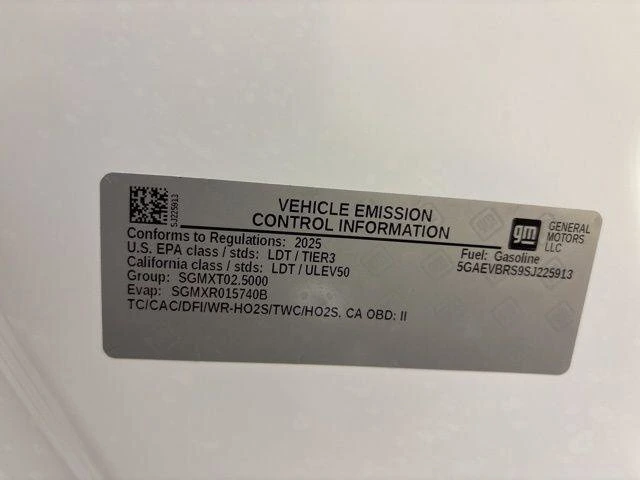 5J225913
VEHICLE EMISSION
CONTROL INFORMATION
gm
GENERAL
MOTORS
LLC
Conforms to Regulations: 2025
U.S. EPA class / stds: LDT / TIER3
California class / stds: LDT / ULEV50
Group: SGMXT02.5000
Evap: SGMXR015740B
TC/CAC/DFI/WR-HO2S/TWC/HO2S, CA OBD: II
Fuel: Gasoline
5GAEVBRS9SJ225913